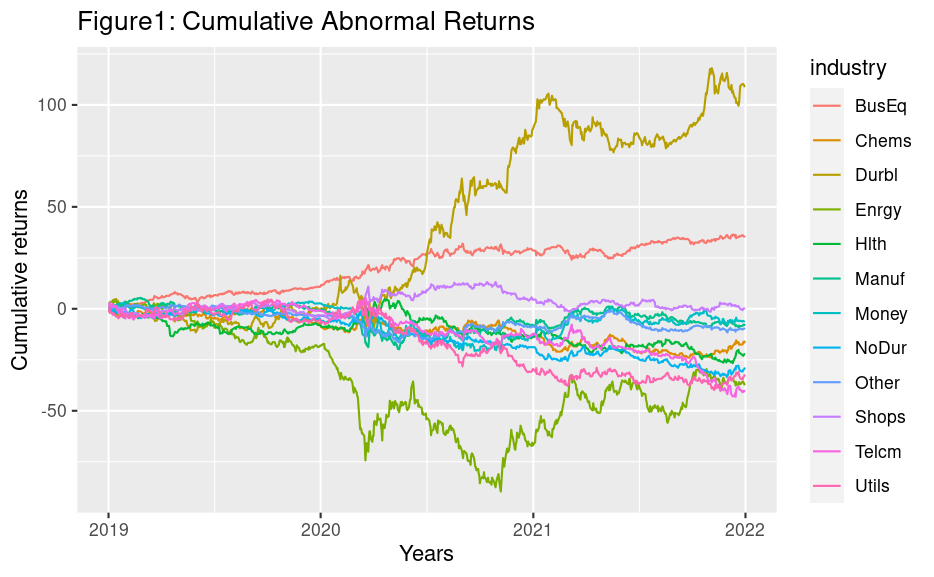 Figure1: Cumulative Abnormal Returns
Cumulative returns
100
50
0
-50
2019
2020
2021
2022
Years
industry
BusEq
Chems
Durbl
Enrgy
Hlth
Manuf
Money
NoDur
Other
Shops
Telcm
Utils